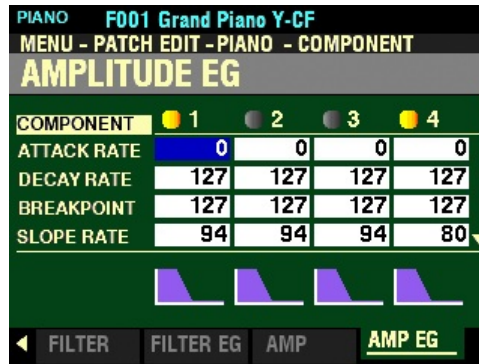 PIANO F001 Grand Piano Y-CF
MENU - PATCH EDIT - PIANO - COMPONENT
AMPLITUDE EG
COMPONENT 1 2 3 4
ATTACK RATE 0 0 0 0
DECAY RATE 127 127 127 127
BREAKPOINT 127 127 127 127
SLOPE RATE 94 94 94 80
FILTER FILTER EG AMP AMP EG